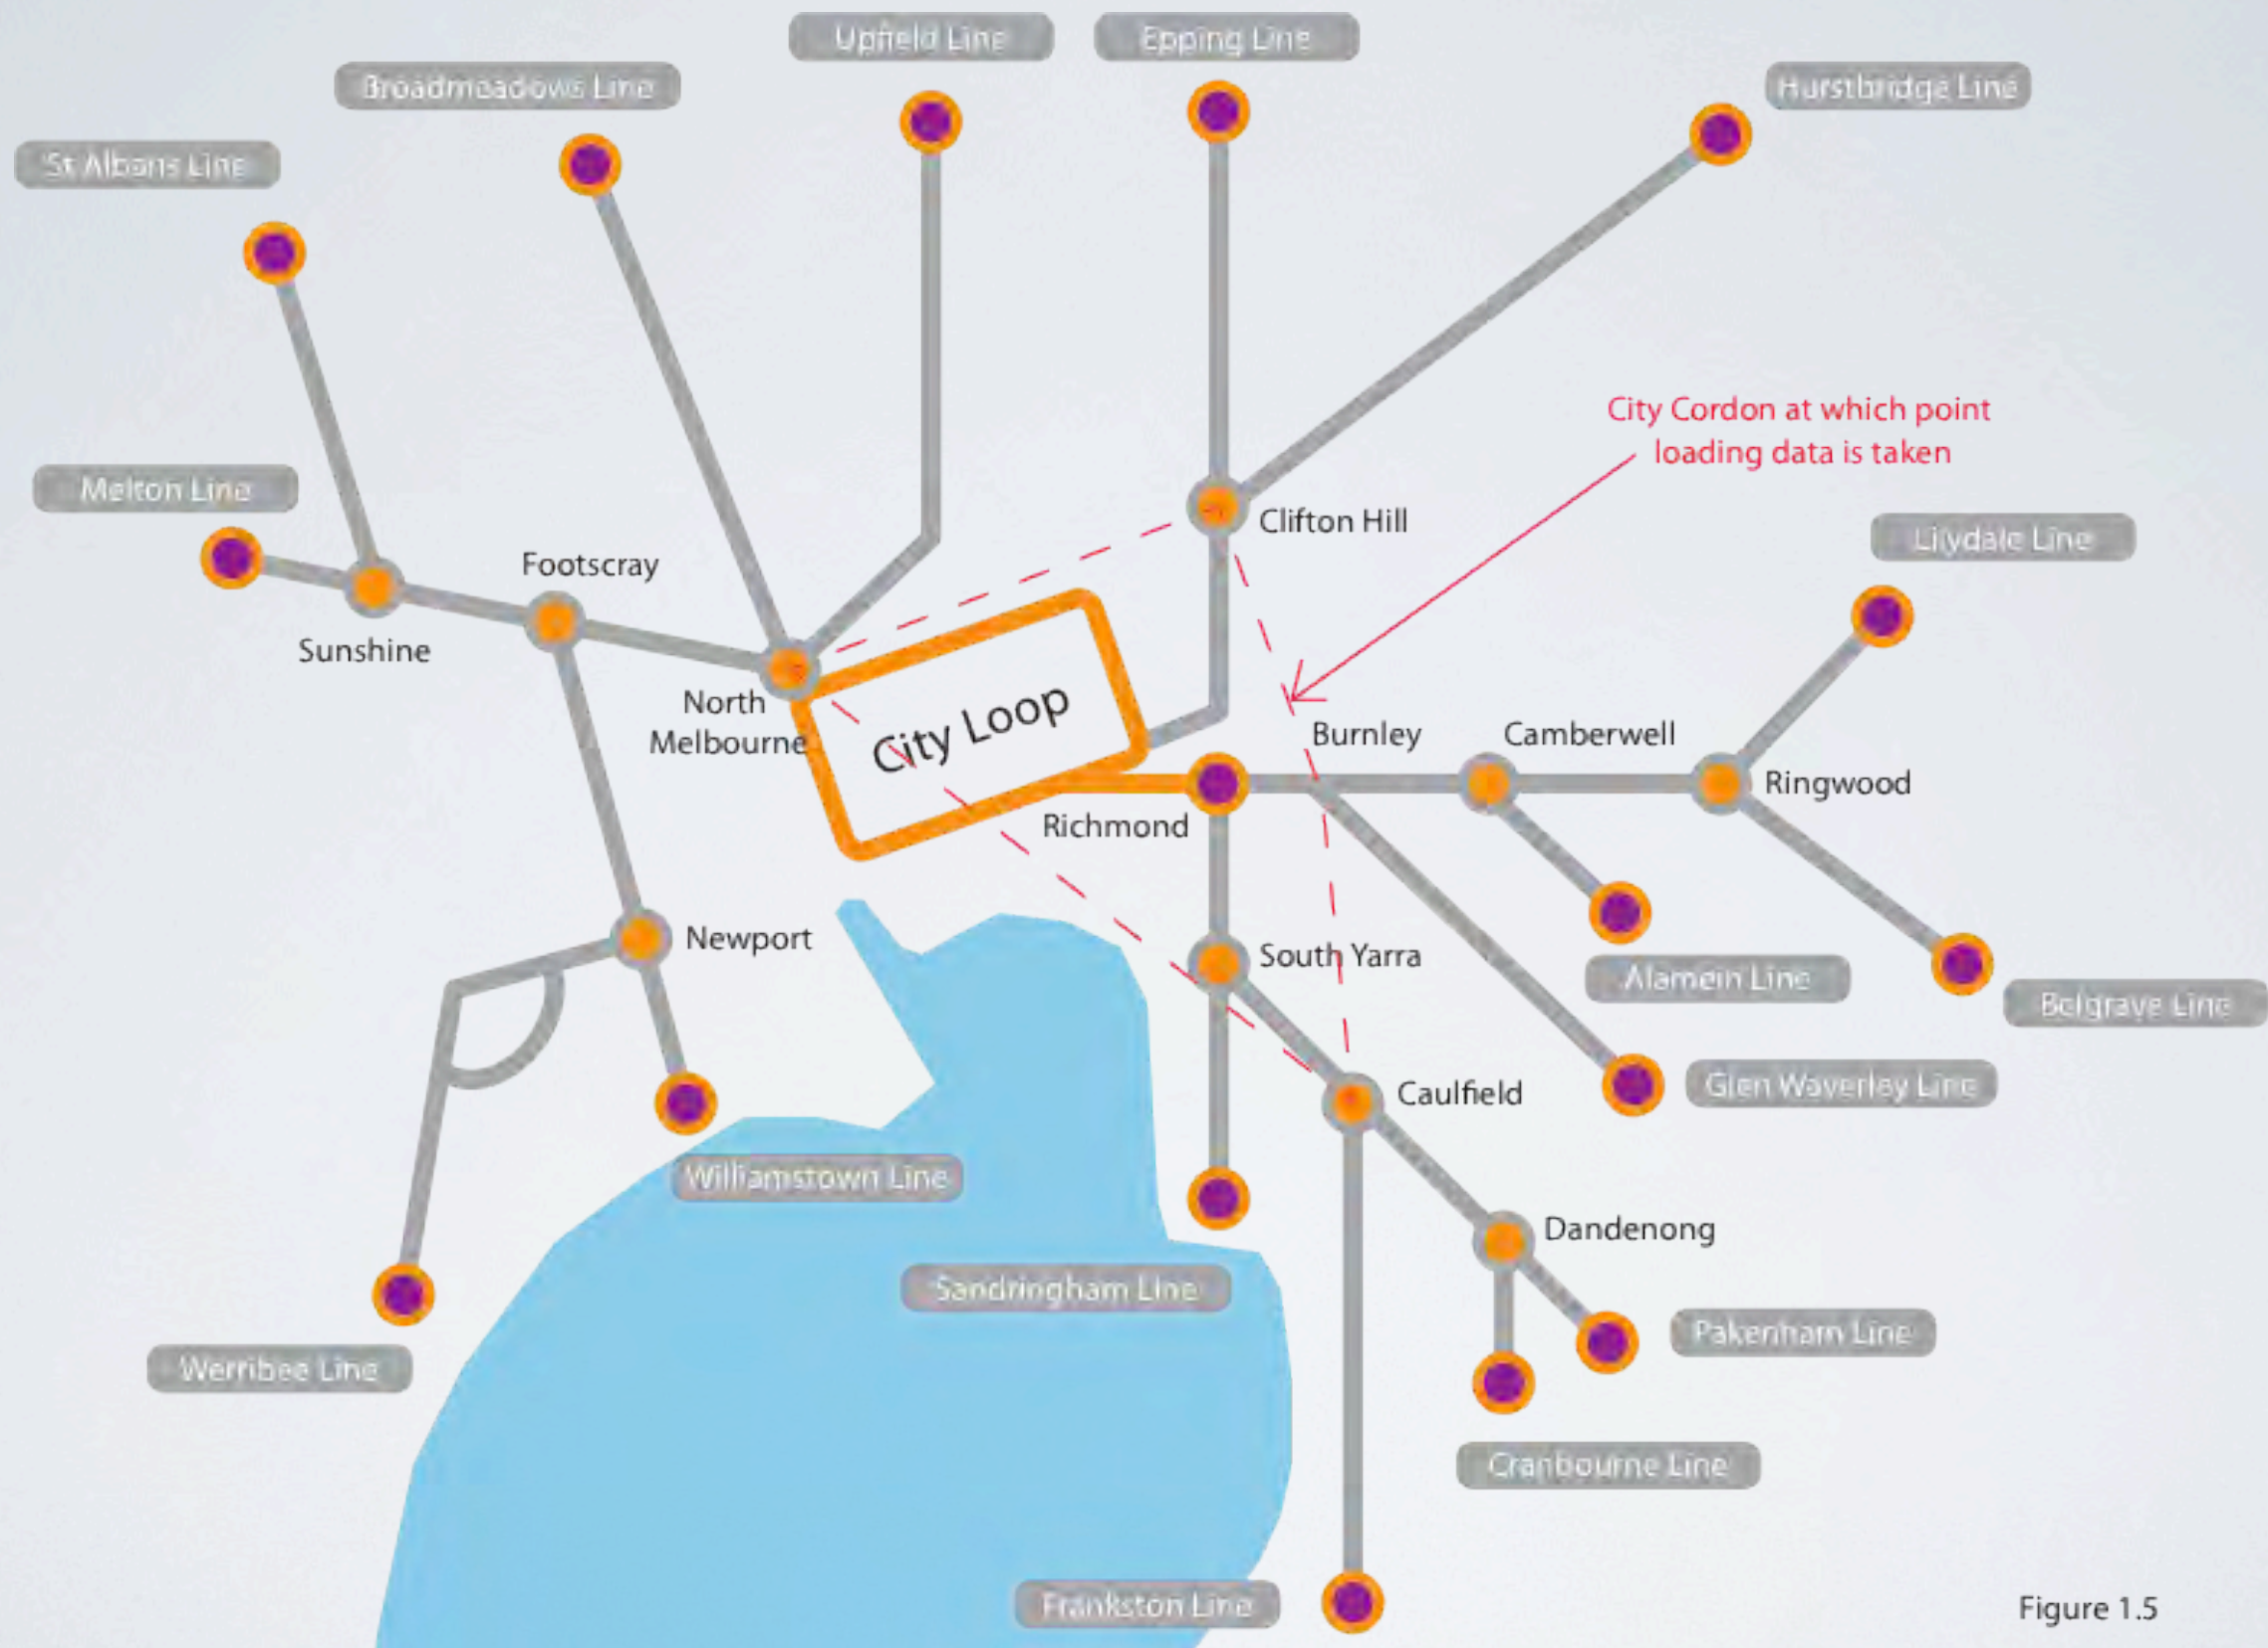 Upfield Line
Epping Line
Broadmeadows Line
Hurstbridge Line
St Albans Line
City Cordon at which point
loading data is taken
Melton Line
Clifton Hill
Lilydale Line
Footscray
Sunshine
North
Melbourne
City Loop
Burnley
Camberwell
Ringwood
Richmond
Newport
South Yarra
Alamein Line
Belgrave Line
Glen Waverley Line
Caulfield
Williamstown Line
Dandenong
Sandringham Line
Pakenham Line
Werribee Line
Cranbourne Line
Frankston Line
Figure 1.5